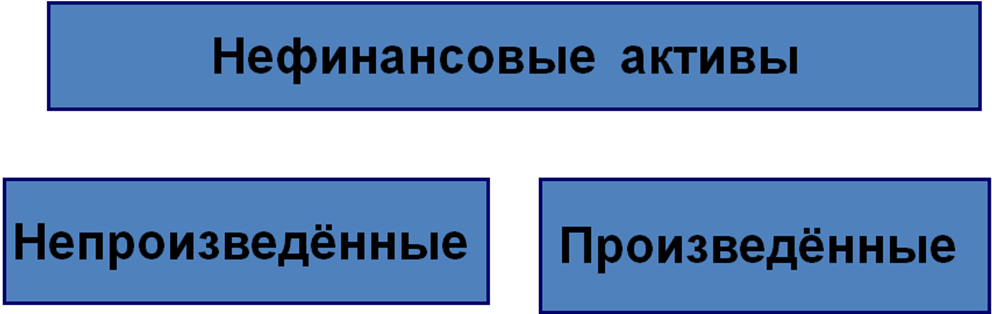 Нефинансовые активы
Непроизведённые
Произведённые